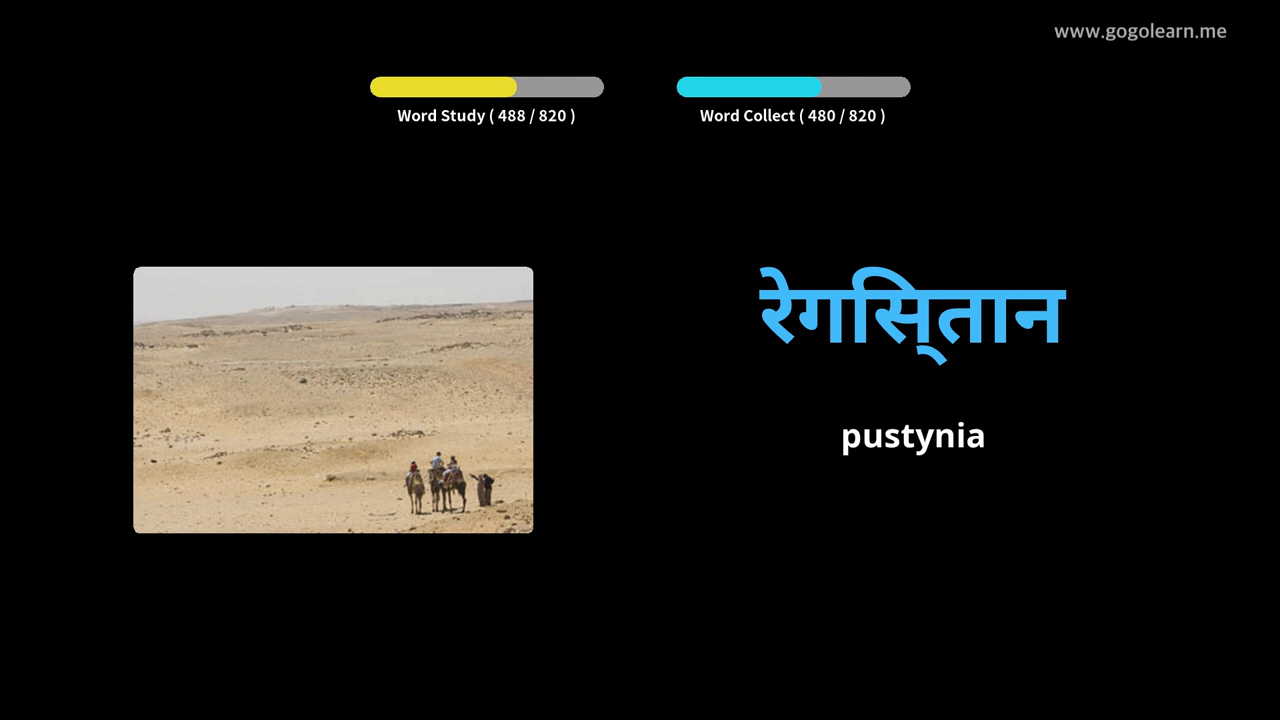 www.gogolearn.me
Word Study ( 488 / 820 )
Word Collect ( 480 / 820 )
रेगसि्तान
pustynia